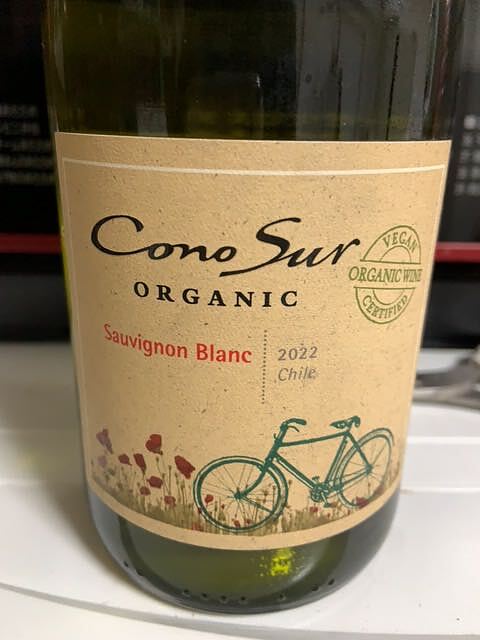 Cono Sur
ORGANIC
VEGAN
ORGANIC WINE
CERTIFIED
Sauvignon Blanc
2022
Chile